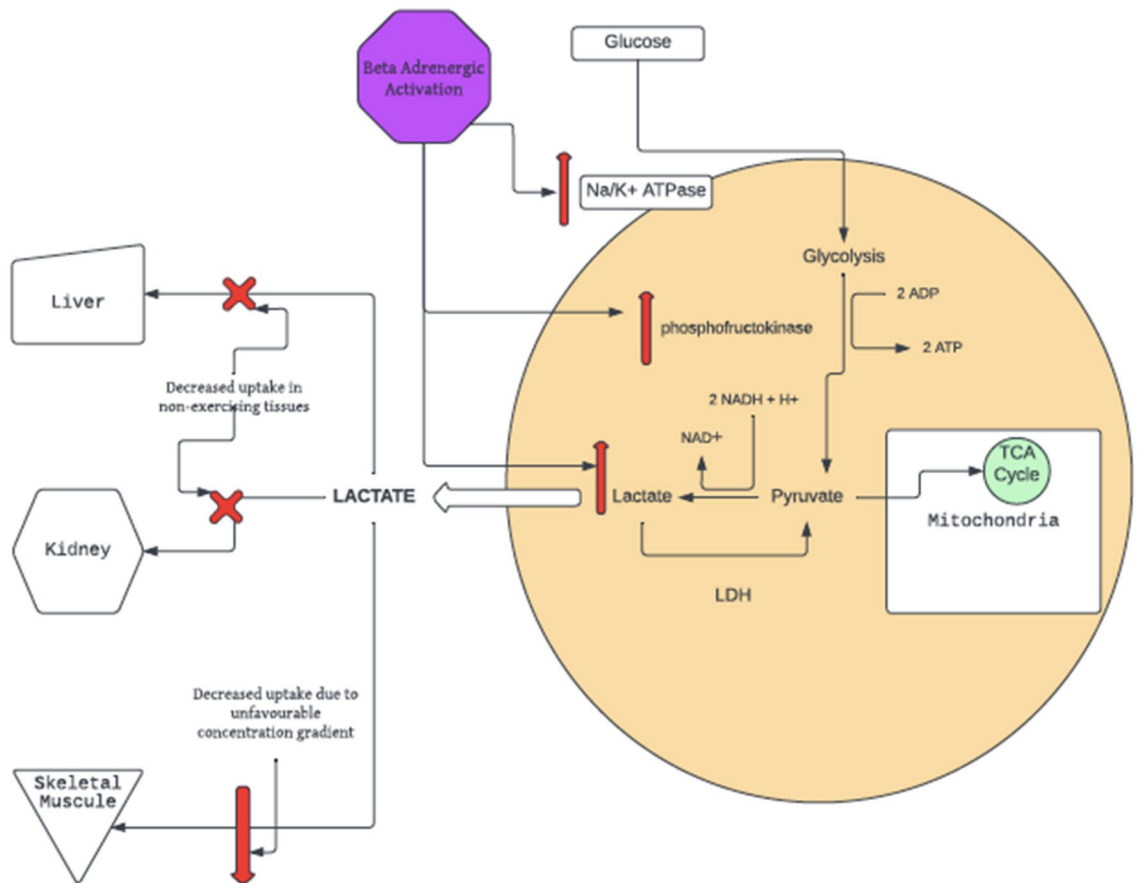 Beta Adrenergic
Activation
Glucose
Na/K+ ATPase
Glycolysis
2 ADP
2 ATP
phosphofructokinase
2 NADH + H+
NAD+
Lactate
Pyruvate
TCA
Cycle
Mitochondria
LDH
Liver
Decreased uptake in
non-exercising tissues
LACTATE
Kidney
Decreased uptake due to
unfavourable
concentration gradient
Skeletal
Muscule